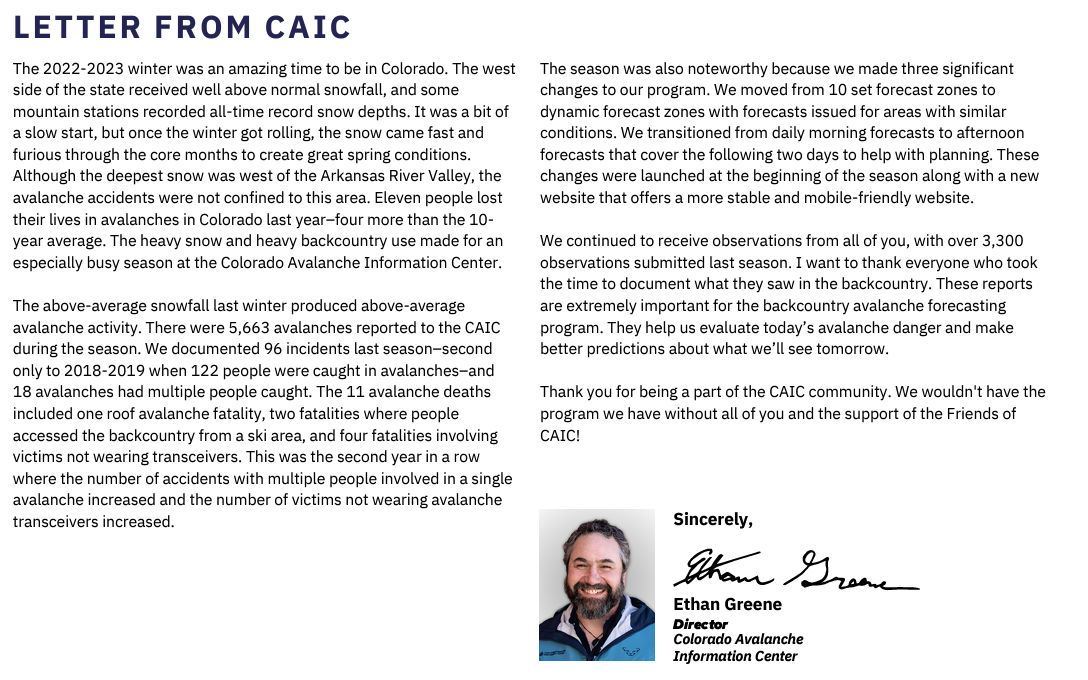 LETTER FROM CAIC
The 2022-2023 winter was an amazing time to be in Colorado. The west
side of the state received well above normal snowfall, and some
mountain stations recorded all-time record snow depths. It was a bit of
a slow start, but once the winter got rolling, the snow came fast and
furious through the core months to create great spring conditions.
Although the deepest snow was west of the Arkansas River Valley, the
avalanche accidents were not confined to this area. Eleven people lost
their lives in avalanches in Colorado last year–four more than the 10-
year average. The heavy snow and heavy backcountry use made for an
especially busy season at the Colorado Avalanche Information Center.
The above-average snowfall last winter produced above-average
avalanche activity. There were 5,663 avalanches reported to the CAIC
during the season. We documented 96 incidents last season–second
only to 2018-2019 when 122 people were caught in avalanches–and
18 avalanches had multiple people caught. The 11 avalanche deaths
included one roof avalanche fatality, two fatalities where people
accessed the backcountry from a ski area, and four fatalities involving
victims not wearing transceivers. This was the second year in a row
where the number of accidents with multiple people involved in a single
avalanche increased and the number of victims not wearing avalanche
transceivers increased.
The season was also noteworthy because we made three significant
changes to our program. We moved from 10 set forecast zones to
dynamic forecast zones with forecasts issued for areas with similar
conditions. We transitioned from daily morning forecasts to afternoon
forecasts that cover the following two days to help with planning. These
changes were launched at the beginning of the season along with a new
website that offers a more stable and mobile-friendly website.
We continued to receive observations from all of you, with over 3,300
observations submitted last season. I want to thank everyone who took
the time to document what they saw in the backcountry. These reports
are extremely important for the backcountry avalanche forecasting
program. They help us evaluate today’s avalanche danger and make
better predictions about what we’ll see tomorrow.
Thank you for being a part of the CAIC community. We wouldn't have the
program we have without all of you and the support of the Friends of
CAIC!
Sincerely,
Ethan Greene
Ethan Greene
Director
Colorado Avalanche
Information Center